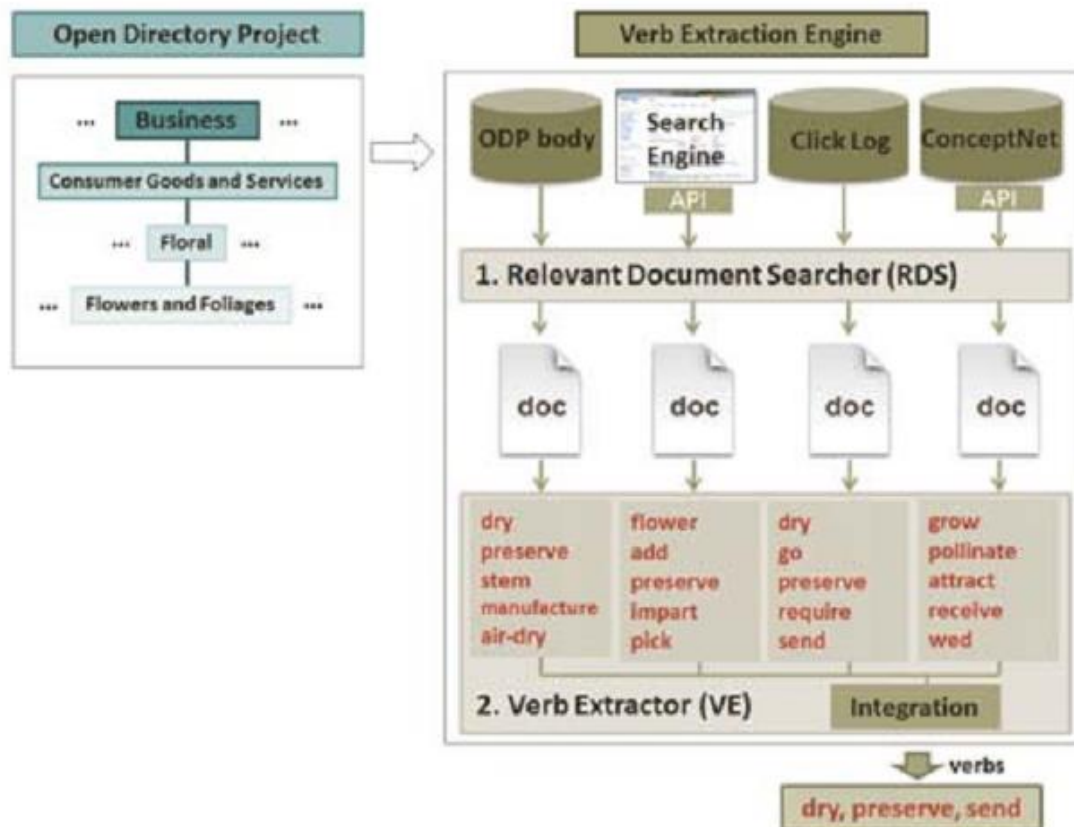 Open Directory Project
Verb Extraction Engine
... Business ...
Consumer Goods and Services
... Floral ...
... Flowers and Foliages ...
ODP body
Search
Engine
API
Click Log
ConceptNet
API
1. Relevant Document Searcher (RDS)
doc
doc
doc
doc
dry
preserve
stem
manufacture
air-dry
flower
add
preserve
impart
pick
dry
go
preserve
require
send
grow
pollinate
attract
receive
wed
2. Verb Extractor (VE)
Integration
verbs
dry, preserve, send